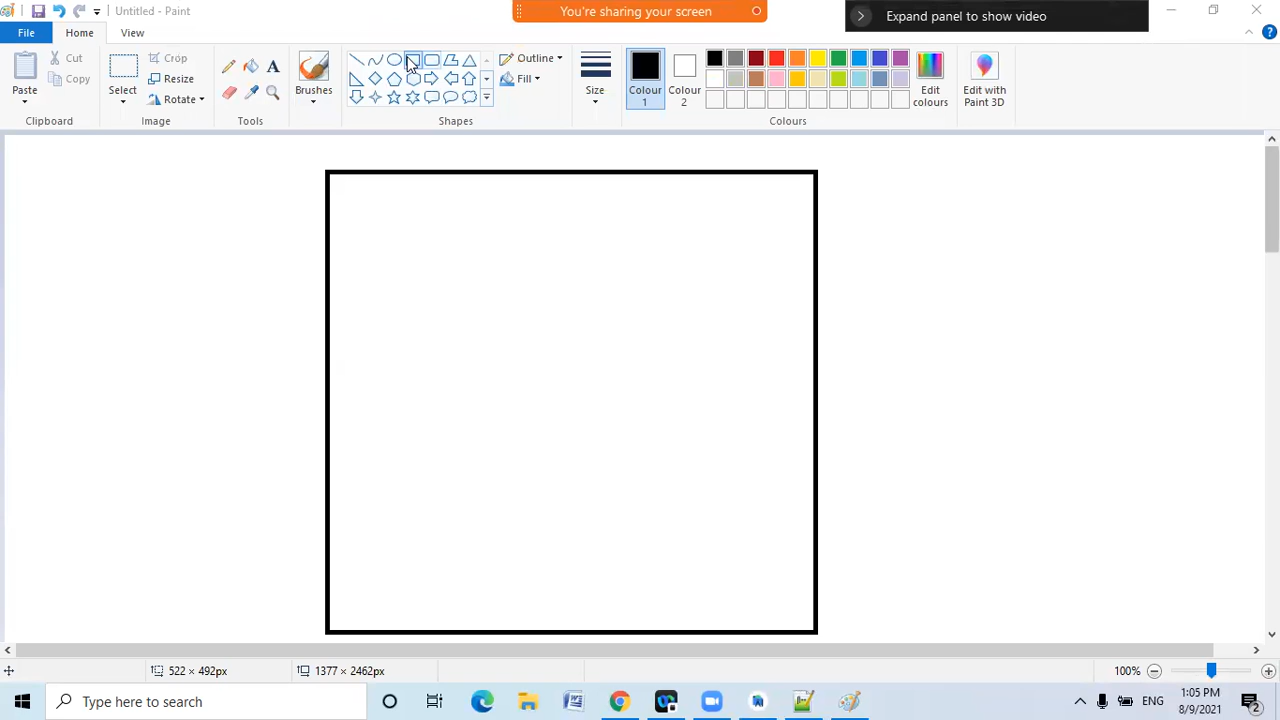 Untitled - Paint
You're sharing your screen
Expand panel to show video
File
Home
View
Paste
Cut
Copy
Clipboard
Select
Crop
Resize
Rotate
Image
A
Tools
Brushes
Outline
Fill
Shapes
Size
Colour 1
Colour 2
Edit colours
Edit with Paint 3D
Colours
522 × 492px
1377 × 2462px
100%
Type here to search
ENG
1:05 PM
8/9/2021
2